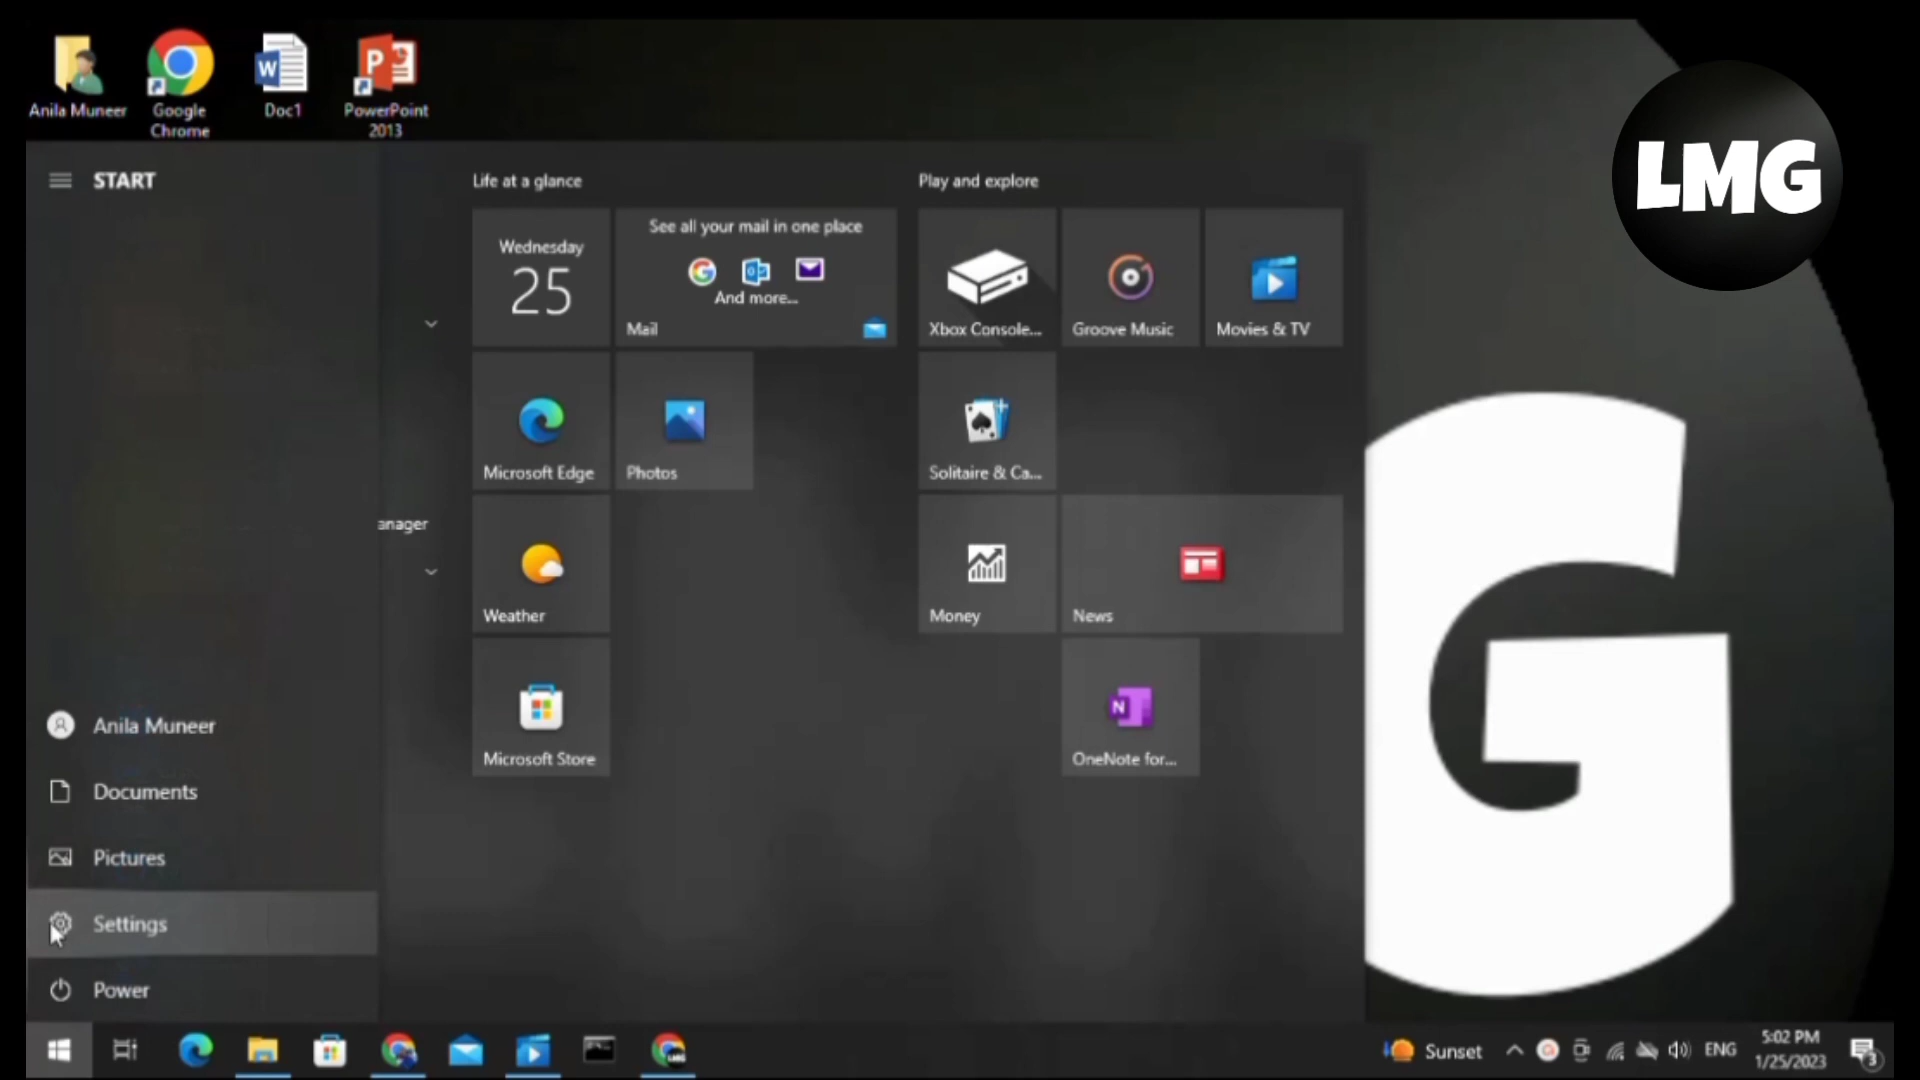 Anila Muneer
Google
Chrome
Doc1
PowerPoint
2013
LMG
START
Life at a glance
Play and explore
Wednesday
25
See all your mail in one place
And more...
Mail
Xbox Console...
Groove Music
Movies & TV
Microsoft Edge
Photos
Solitaire & Ca...
anager
Weather
Money
News
Microsoft Store
OneNote for...
Anila Muneer
Documents
Pictures
Settings
Power
G
Sunset
ENG
5:02 PM
1/25/2023
3